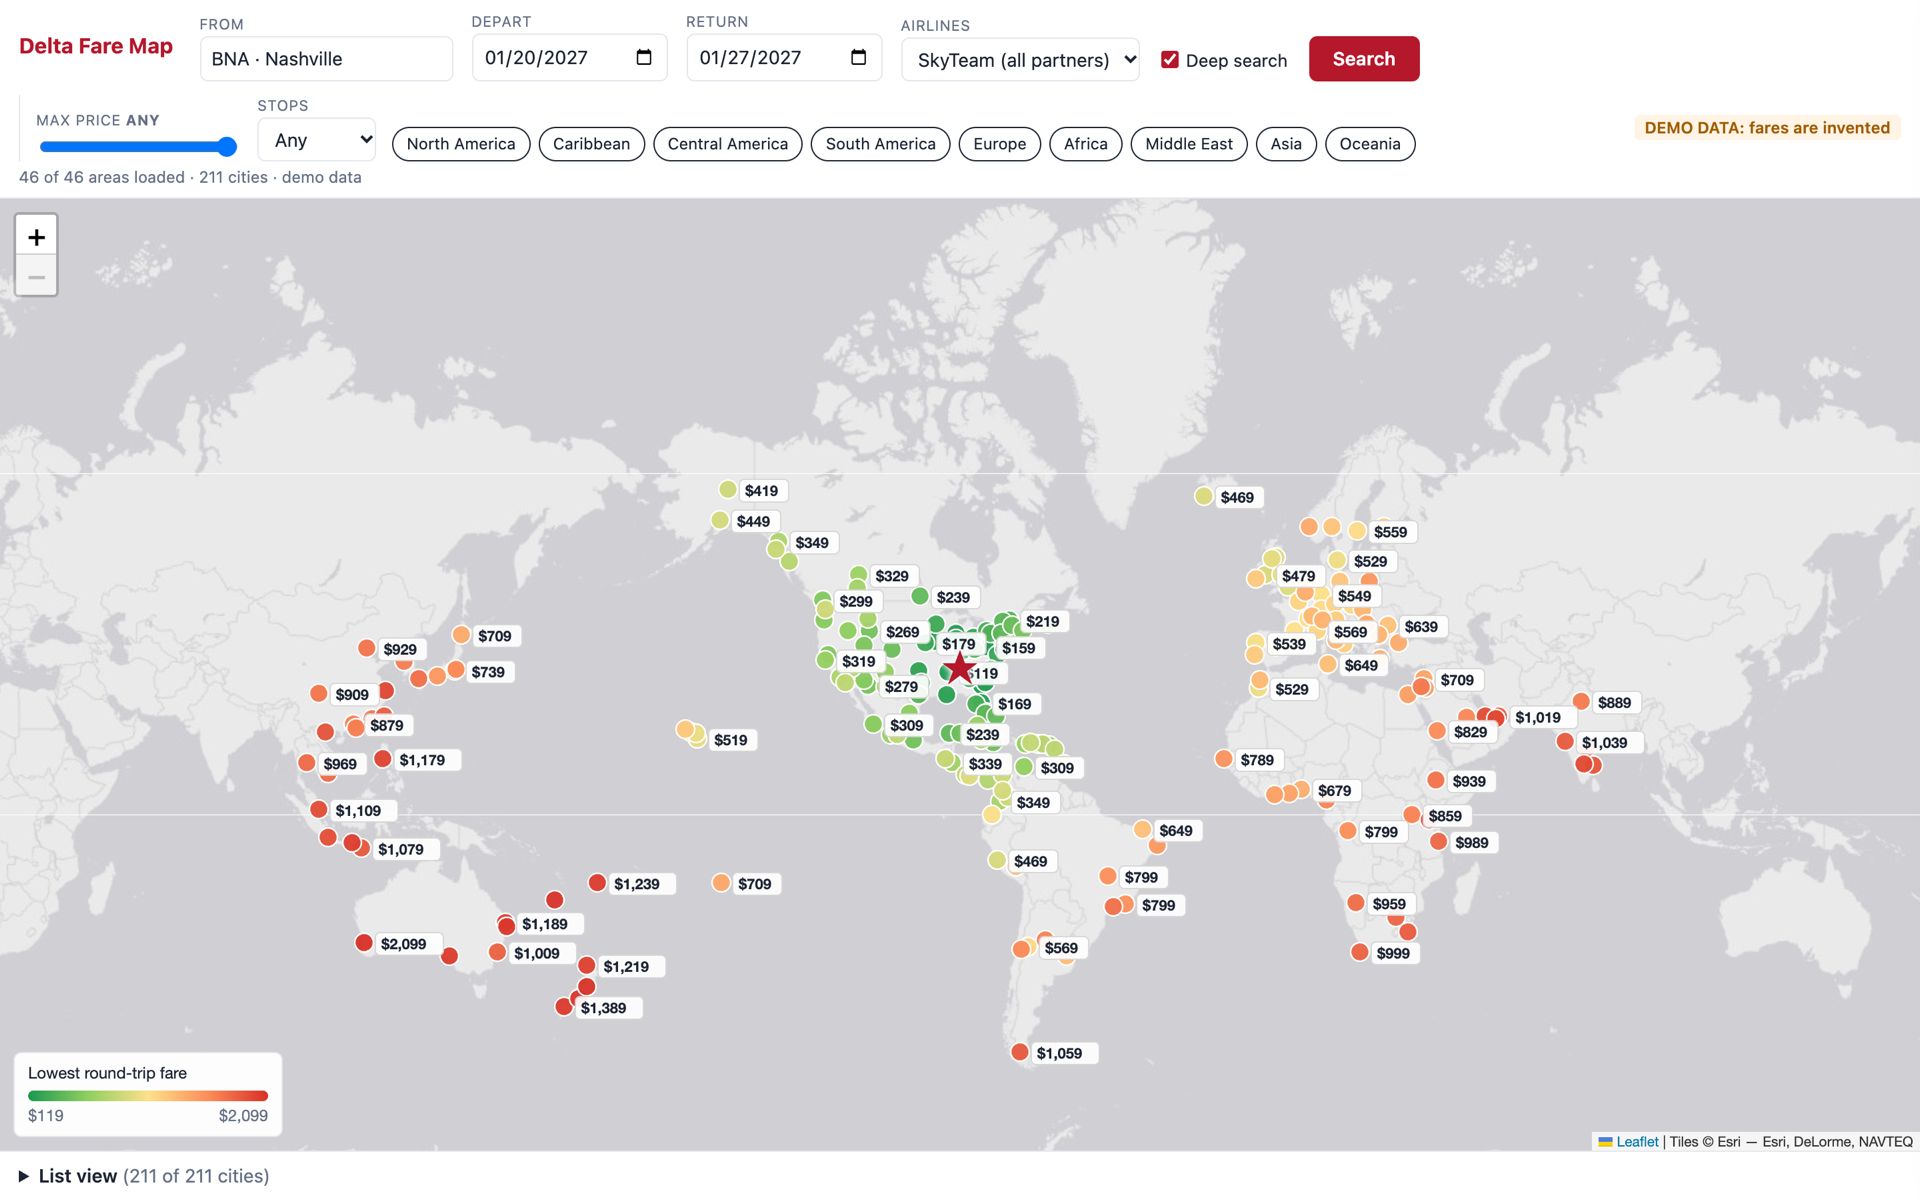 Delta Fare Map
FROM
BNA · Nashville
DEPART
01/20/2027
RETURN
01/27/2027
AIRLINES
SkyTeam (all partners)
Deep search
Search
MAX PRICE ANY
STOPS
Any
North America
Caribbean
Central America
South America
Europe
Africa
Middle East
Asia
Oceania
DEMO DATA: fares are invented
46 of 46 areas loaded · 211 cities · demo data
+
−
$419
$469
$449
$559
$349
$529
$329
$479
$239
$549
$299
$219
$639
$269
$569
$709
$179
$539
$929
$159
$319
$649
$739
$119
$709
$279
$529
$909
$169
$889
$309
$1,019
$879
$829
$239
$519
$1,039
$1,179
$789
$969
$339
$309
$939
$679
$349
$1,109
$859
$649
$799
$989
$1,079
$469
$799
$1,239
$709
$959
$799
$1,189
$2,099
$569
$1,009
$999
$1,219
$1,389
$1,059
Lowest round-trip fare
$119
$2,099
Leaflet | Tiles © Esri — Esri, DeLorme, NAVTEQ
List view (211 of 211 cities)